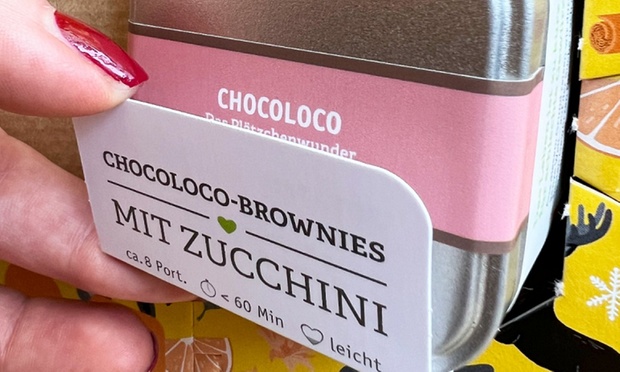 CHOCOLOCO
Das Plätzchenwunder
CHOCOLOCO-BROWNIES
MIT ZUCCHINI
ca.8 Port. < 60 Min leicht